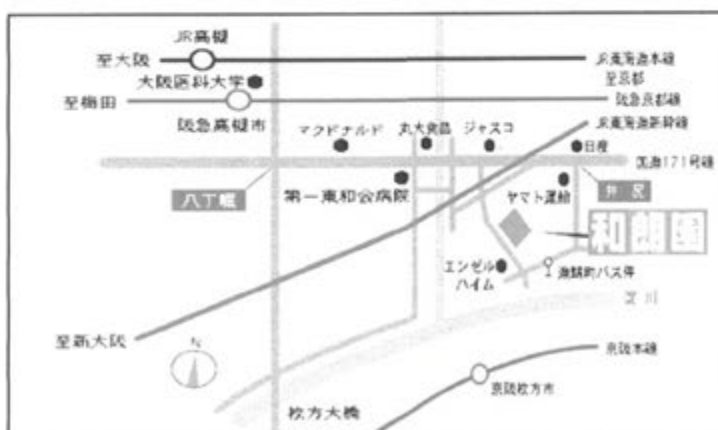 JR高槻
至大阪
JR東海道本線
至京都
大阪医科大学
至梅田
阪急京都線
阪急高槻市
JR東海道新幹線
マクドナルド
丸大食品
ジャスコ
日産
国道171号線
八丁畷
第一東和会病院
ヤマト運輸
井尻
和朗園
エンゼル
ハイム
バス停
淀川
至新大阪
N
京阪本線
京阪枚方市
枚方大橋